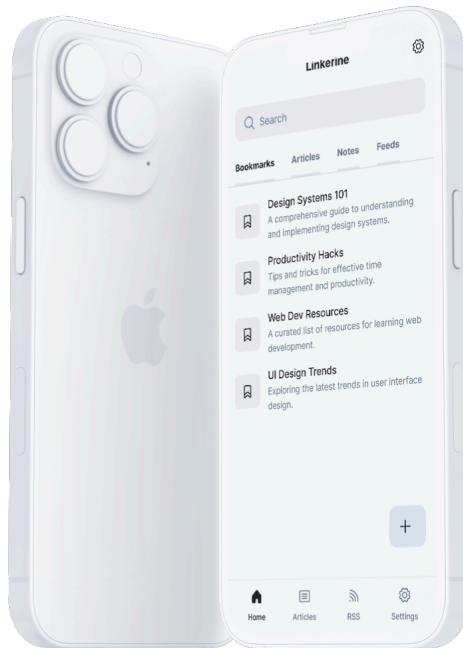 Linkerine
Search
Bookmarks Articles Notes Feeds
Design Systems 101
A comprehensive guide to understanding
and implementing design systems.
Productivity Hacks
Tips and tricks for effective time
management and productivity.
Web Dev Resources
A curated list of resources for learning web
development.
UI Design Trends
Exploring the latest trends in user interface
design.
+
Home Articles RSS Settings